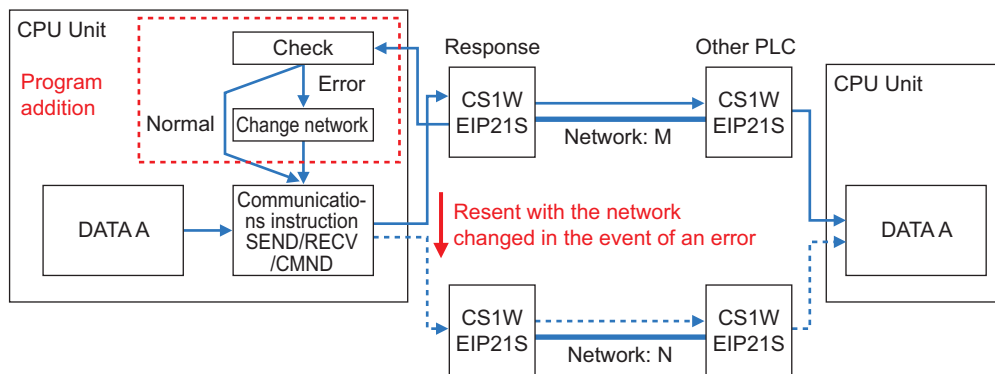 CPU Unit
Check
Response
Other PLC
CPU Unit
Program
addition
Error
Normal
Change network
CS1W
EIP21S
CS1W
EIP21S
Network: M
DATA A
Communicatio-
ns instruction
SEND/RECV
/CMND
Resent with the network
changed in the event of an error
DATA A
CS1W
EIP21S
CS1W
EIP21S
Network: N